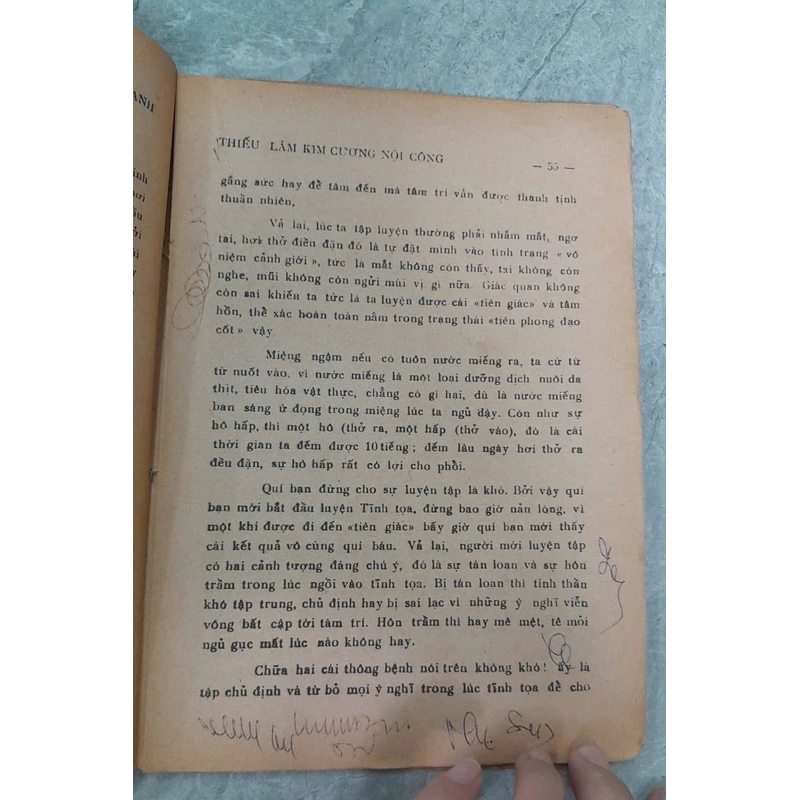 ANH
THIẾU LÂM KIM CƯƠNG NỘI CÔNG
— 55 —
gắng sức hay để tâm đến mà tâm trí vẫn được thanh tịnh
thuần nhiên.
Vả lại, lúc ta tập luyện thường phải nhắm mắt, ngơ
tai, hơi thở điều đặn đó là tự đặt mình vào tình trạng « vô
niệm cảnh giới », tức là mắt không còn thấy, tai không còn
nghe, mũi không còn ngửi mùi vị gì nữa. Giác quan không
còn sai khiến ta tức là ta luyện được cái «tiên giác» và tâm
hồn, thể xác hoàn toàn nằm trong trạng thái «tiên phong đạo
cốt » vậy.
Miệng ngậm nếu có tuôn nước miếng ra, ta cứ từ
từ nuốt vào. vì nước miếng là một loại dưỡng dịch nuôi da
thịt, tiêu hóa vật thực, chẳng có gì hại, dù là nước miếng
ban sáng ứ đọng trong miệng lúc ta ngủ dậy. Còn như sự
hô hấp, thì một hô (thở ra, một hấp (thở vào), đó là cái
thời gian ta đếm được 10 tiếng ; đếm lâu ngày hơi thở ra
đều đặn, sự hô hấp rất có lợi cho phổi.
Quí bạn đừng cho sự luyện tập là khó. Bởi vậy quí
bạn mới bắt đầu luyện Tĩnh tọa, đừng bao giờ nản lòng, vì
một khi được đi đến «tiên giác» bấy giờ quí bạn mới thấy
cái kết quả vô cùng quí báu. Vả lại, người mới luyện tập
có hai cảnh tượng đáng chú ý, đó là sự tán loạn và sự hôn
trầm trong lúc ngồi vào tĩnh tọa. Bị tán loạn thì tinh thần
khó tập trung, chủ định hay bị sai lạc vì những ý nghĩ viễn
vông bất cập tới tâm trí. Hôn trầm thì hay mê mệt, tê mỏi
ngủ gục mất lúc nào không hay.
Chữa hai cái thông bệnh nói trên không khó! ấy là
tập chủ định và từ bỏ mọi ý nghĩ trong lúc tĩnh tọa để cho